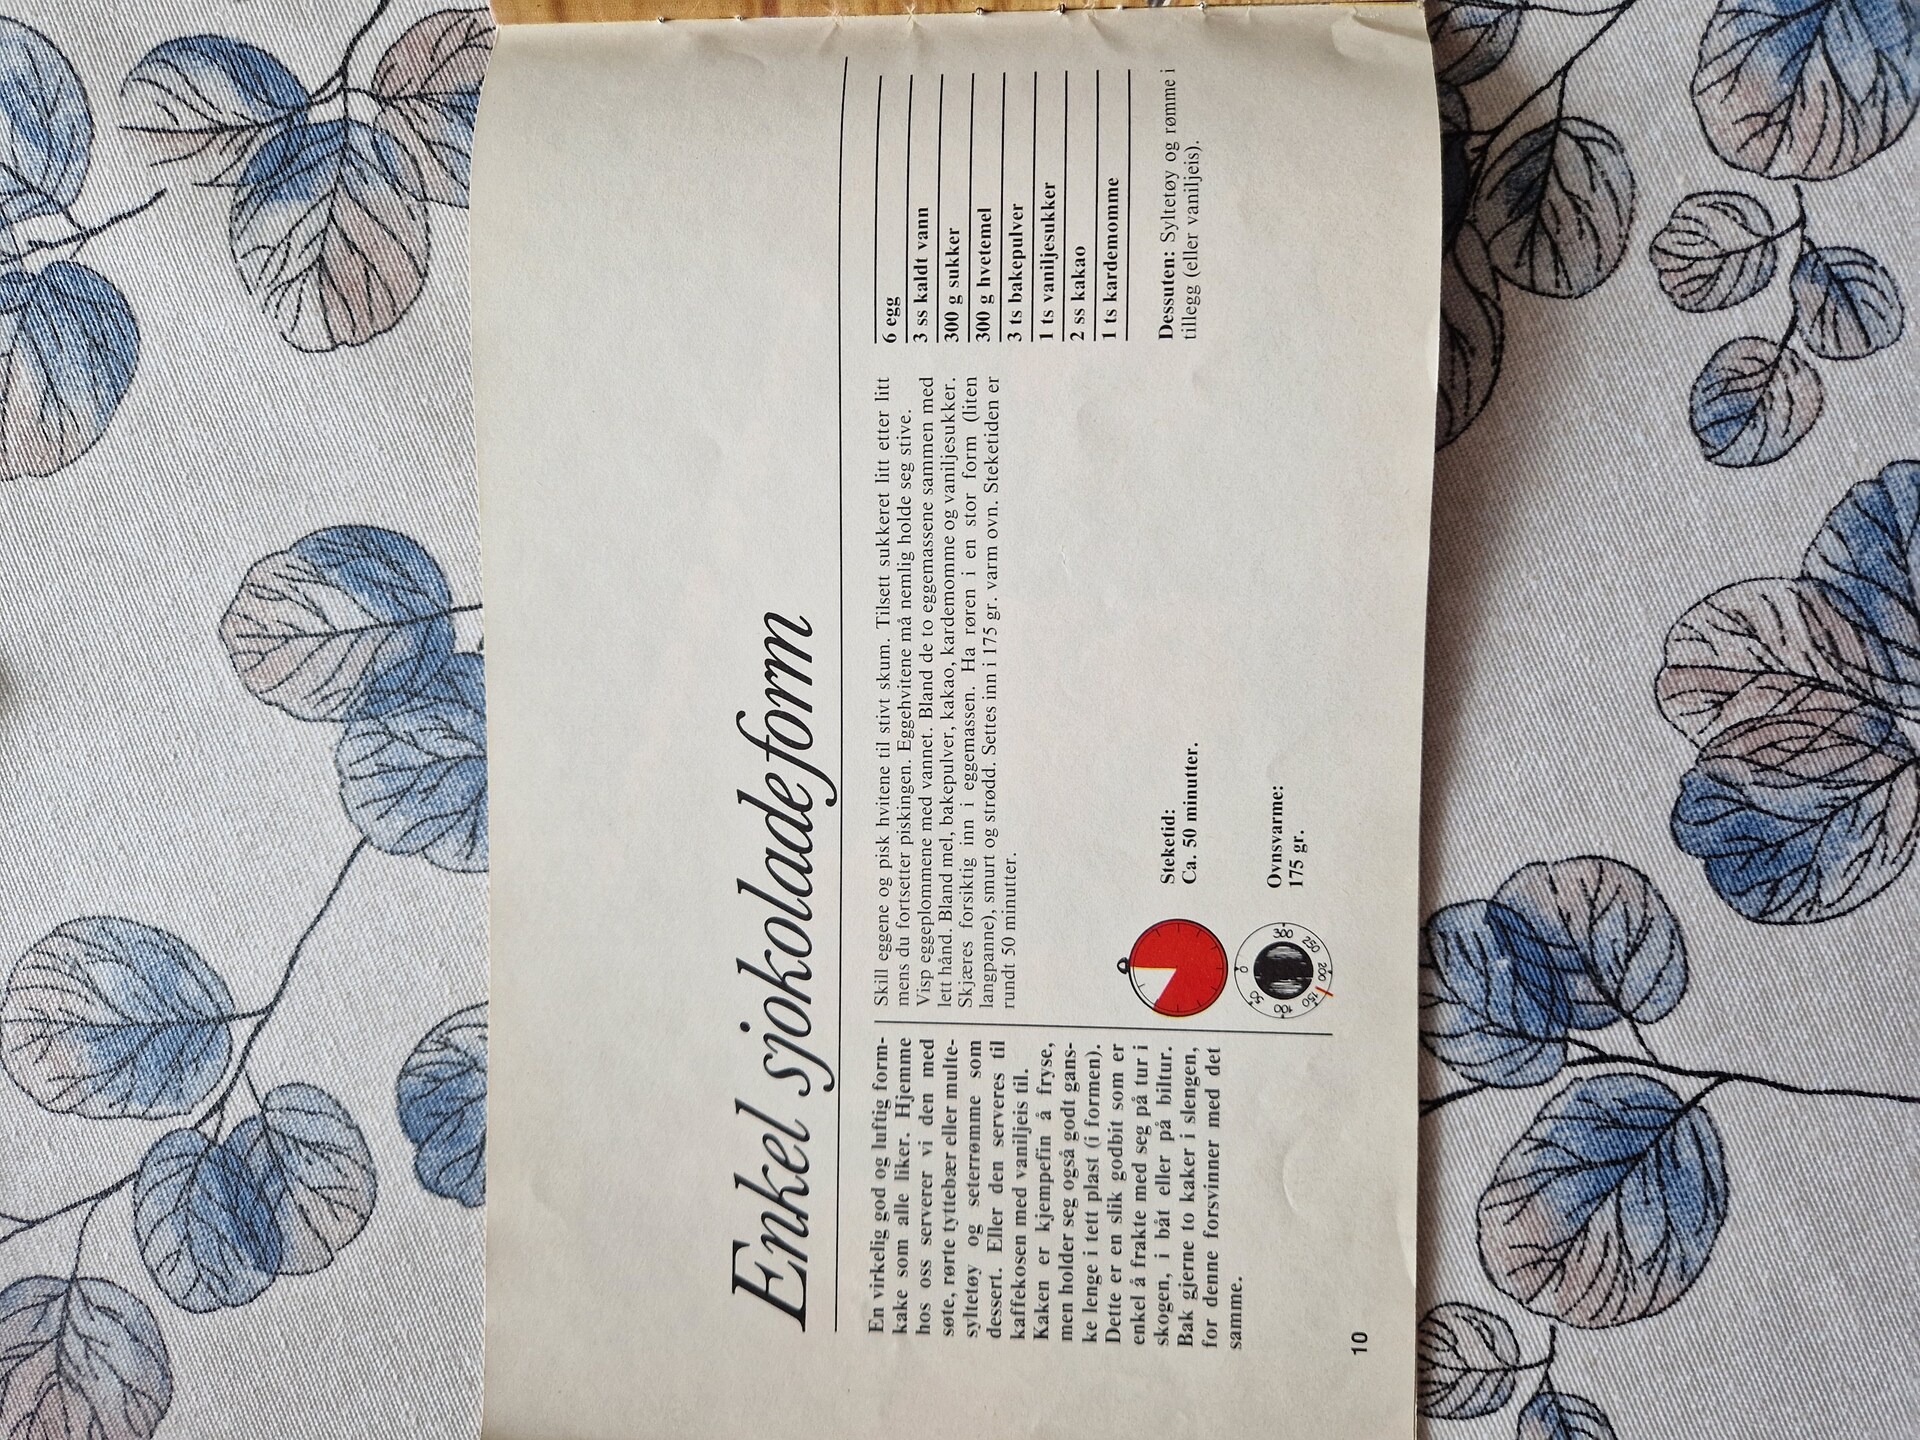 Enkel sjokoladeform
En virkelig god og luftig form-
kake som alle liker. Hjemme
hos oss serverer vi den med
søte, rørte tyttebær eller multe-
syltetøy og seterrømme som
dessert. Eller den serveres til
kaffekosen med vaniljeis til.
Kaken er kjempefin å fryse,
men holder seg også godt gans-
ke lenge i tett plast (i formen).
Dette er en slik godbit som er
enkel å frakte med seg på tur i
skogen, i båt eller på biltur.
Bak gjerne to kaker i slengen,
for denne forsvinner med det
samme.
Skill eggene og pisk hvitene til stivt skum. Tilsett sukkeret litt etter litt
mens du fortsetter piskingen. Eggehvitene må nemlig holde seg stive.
Visp eggeplommene med vannet. Bland de to eggemassene sammen med
lett hånd. Bland mel, bakepulver, kakao, kardemomme og vaniljesukker.
Skjæres forsiktig inn i eggemassen. Ha røren i en stor form (liten
langpanne), smurt og strødd. Settes inn i 175 gr. varm ovn. Steketiden er
rundt 50 minutter.
Steketid:
Ca. 50 minutter.
0
50
100
150
200
250
300
Ovnsvarme:
175 gr.
6 egg
3 ss kaldt vann
300 g sukker
300 g hvetemel
3 ts bakepulver
1 ts vaniljesukker
2 ss kakao
1 ts kardemomme
Dessuten: Syltetøy og rømme i
tillegg (eller vaniljeis).
10